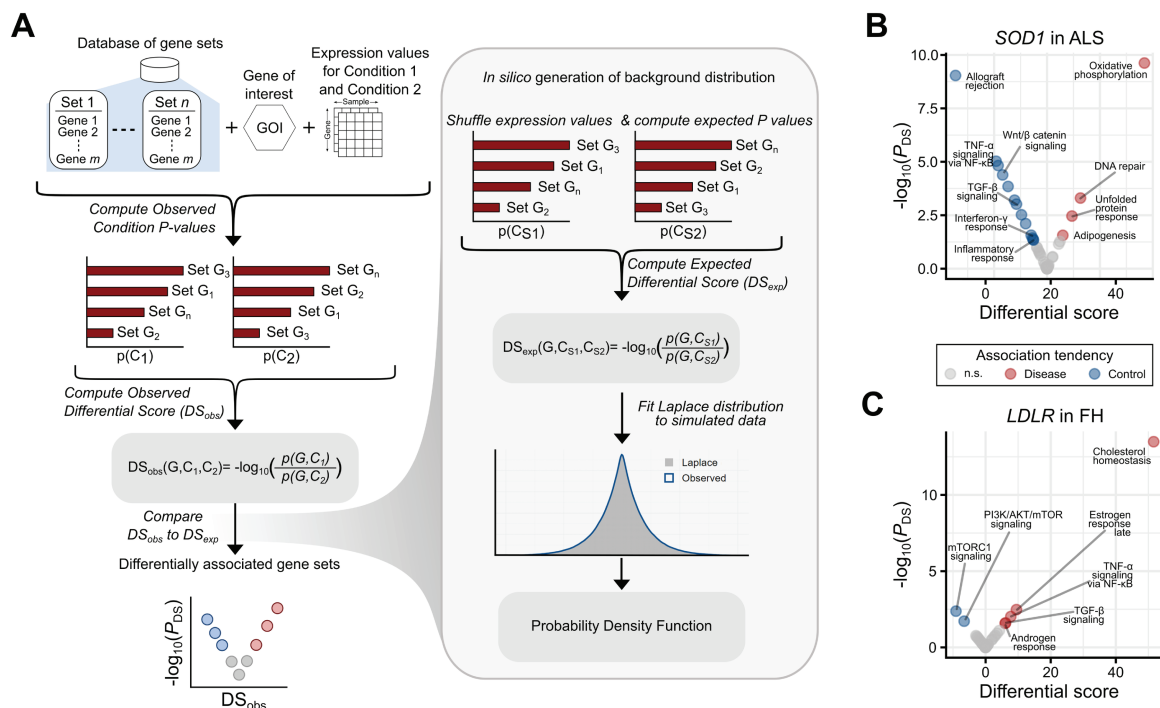 A
Database of gene sets
Set 1
Gene 1
Gene 2
Gene m
Set n
Gene 1
Gene 2
Gene m
+
Gene of
interest
GOI
+
Expression values
for Condition 1
and Condition 2
Sample
Gene
Compute Observed
Condition P-values
Set G3
Set G1
Set Gn
Set G2
p(C1)
Set Gn
Set G2
Set G1
Set G3
p(C2)
Compute Observed
Differential Score (DSobs)
DSobs(G,C1,C2)= -log10(p(G,C1)/p(G,C2))
Compare
DSobs to DSexp
Differentially associated gene sets
-log10(PDS)
DSobs
In silico generation of background distribution
Shuffle expression values & compute expected P values
Set G3
Set G1
Set Gn
Set G2
p(CS1)
Set Gn
Set G2
Set G1
Set G3
p(CS2)
Compute Expected
Differential Score (DSexp)
DSexp(G,CS1,CS2)= -log10(p(G,CS1)/p(G,CS2))
Fit Laplace distribution
to simulated data
Laplace
Observed
Probability Density Function
B
SOD1 in ALS
10.0
7.5
5.0
2.5
0.0
-log10(PDS)
Allograft
rejection
Oxidative
phosphorylation
Wnt/β catenin
signaling
TNF-α
signaling
via NF-κB
DNA repair
TGF-β
signaling
Unfolded
protein
response
Interferon-γ
response
Adipogenesis
Inflammatory
response
0
20
40
Differential score
Association tendency
n.s.
Disease
Control
C
LDLR in FH
10
5
0
-log10(PDS)
Cholesterol
homeostasis
PI3K/AKT/mTOR
signaling
Estrogen
response
late
mTORC1
signaling
TNF-α
signaling
via NF-κB
TGF-β
signaling
Androgen
response
0
20
40
Differential score